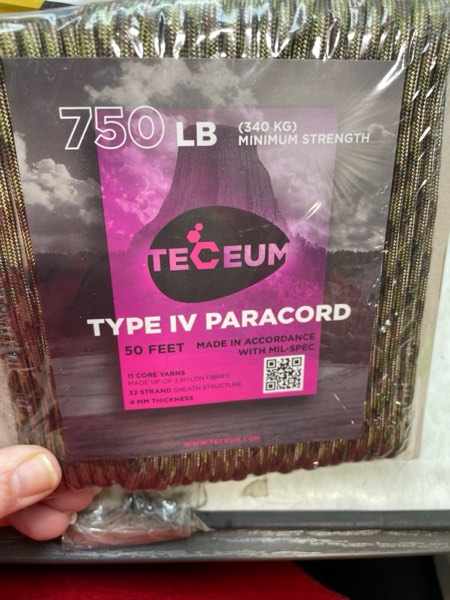 750 LB
(340 KG)
MINIMUM STRENGTH
TECEUM
TYPE IV PARACORD
50 FEET
MADE IN ACCORDANCE
WITH MIL-SPEC
11 CORE YARNS
MADE UP OF 3 NYLON FIBRES
32 STRAND SHEATH STRUCTURE
4 MM THICKNESS
WWW.TECEUM.COM